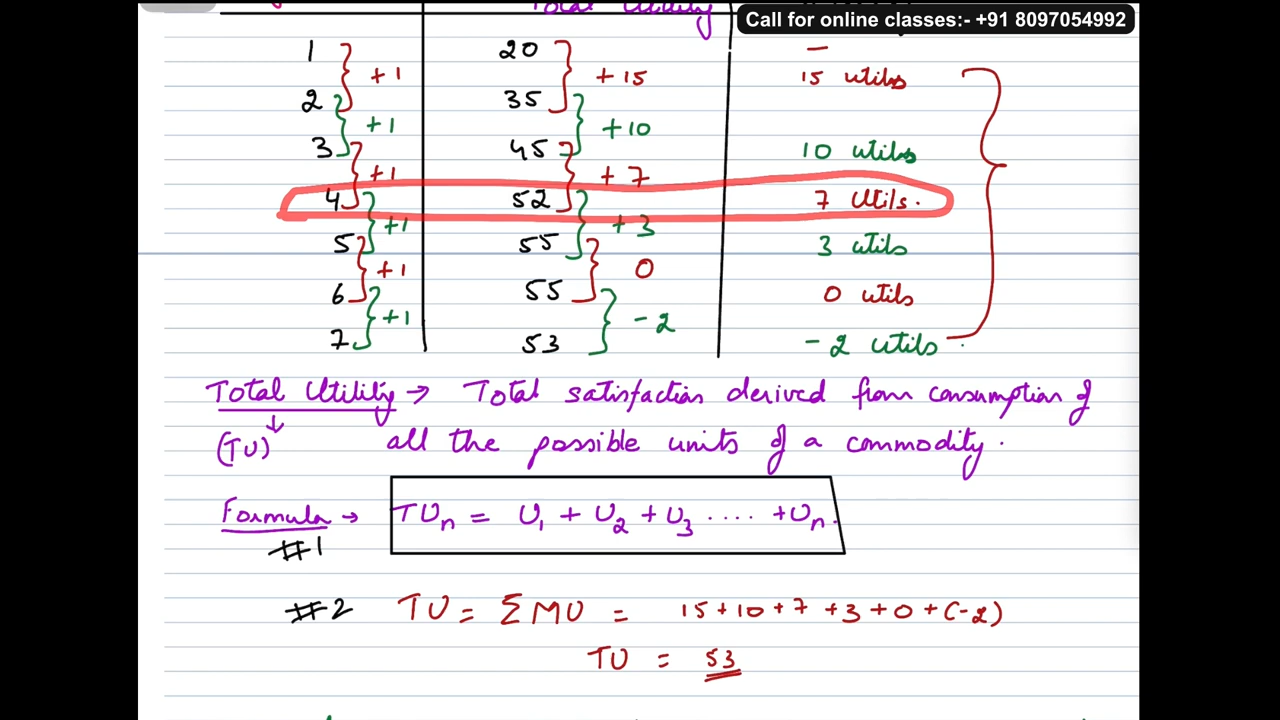 Total Utility
Call for online classes:- +91 8097054992
1 20 —
+1 +15 15 utils
2 35
+1 +10
3 45 10 utils
+1 +7
4 52 7 Utils.
+1 +3
5 55 3 utils
+1 0
6 55 0 utils
+1 -2
7 53 -2 utils
Total Utility → Total satisfaction derived from consumption of
(TU) all the possible units of a commodity.
Formula → TUn = U1 + U2 + U3 .... + Un.
#1
#2 TU = Σ MU = 15+10+7+3+0+(-2)
TU = 53